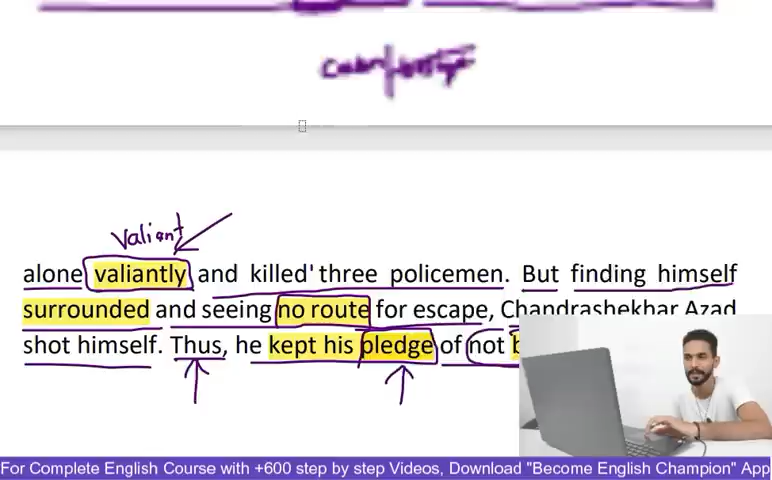 Valiant
alone valiantly and killed three policemen. But finding himself
surrounded and seeing no route for escape, Chandrashekhar Azad
shot himself. Thus, he kept his pledge of not
For Complete English Course with +600 step by step Videos, Download "Become English Champion" App